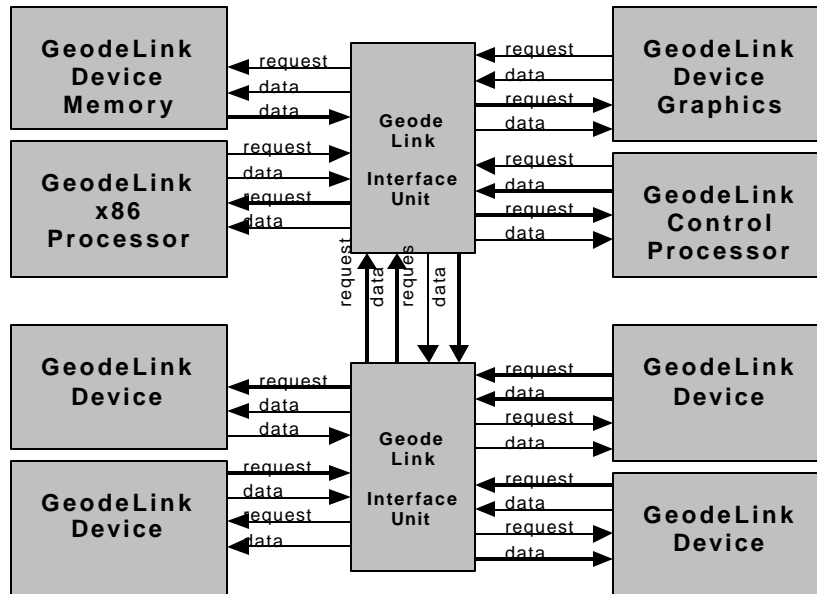 GeodeLink
Device
Memory
request
data
data
Geode
Link
Interface
Unit
request
data
request
data
GeodeLink
Device
Graphics
GeodeLink
x86
Processor
request
data
request
data
request
data
request
data
GeodeLink
Control
Processor
request
data
reques
data
GeodeLink
Device
request
data
data
Geode
Link
Interface
Unit
request
data
request
data
GeodeLink
Device
GeodeLink
Device
request
data
request
data
request
data
request
data
GeodeLink
Device